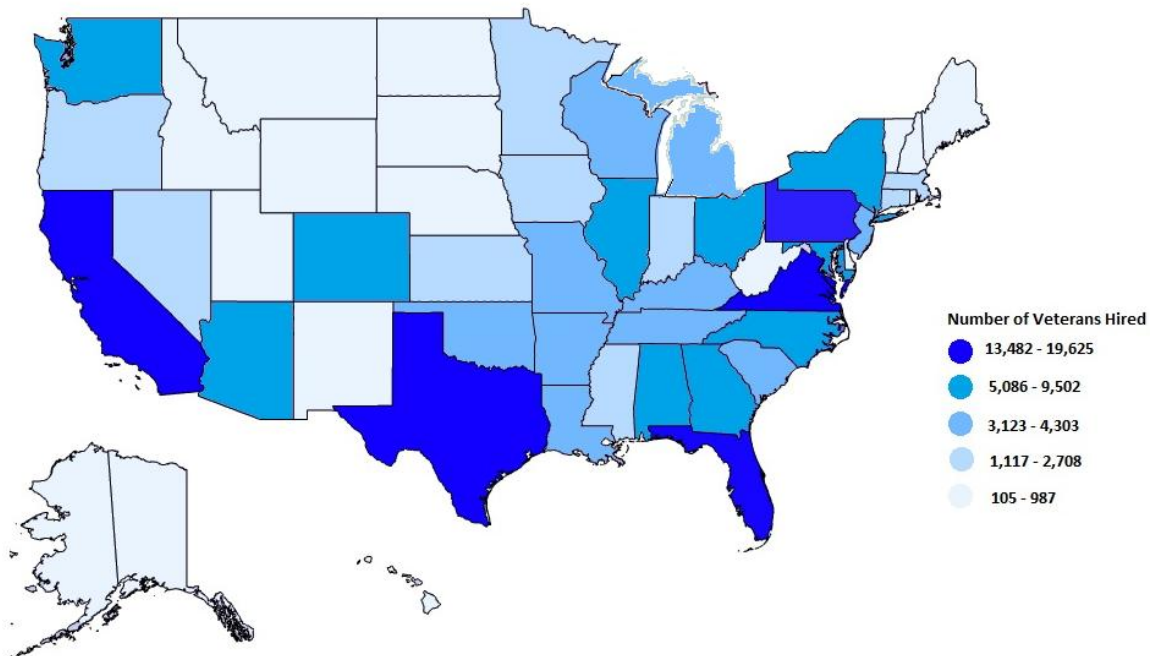 Number of Veterans Hired
13,482 - 19,625
5,086 - 9,502
3,123 - 4,303
1,117 - 2,708
105 - 987